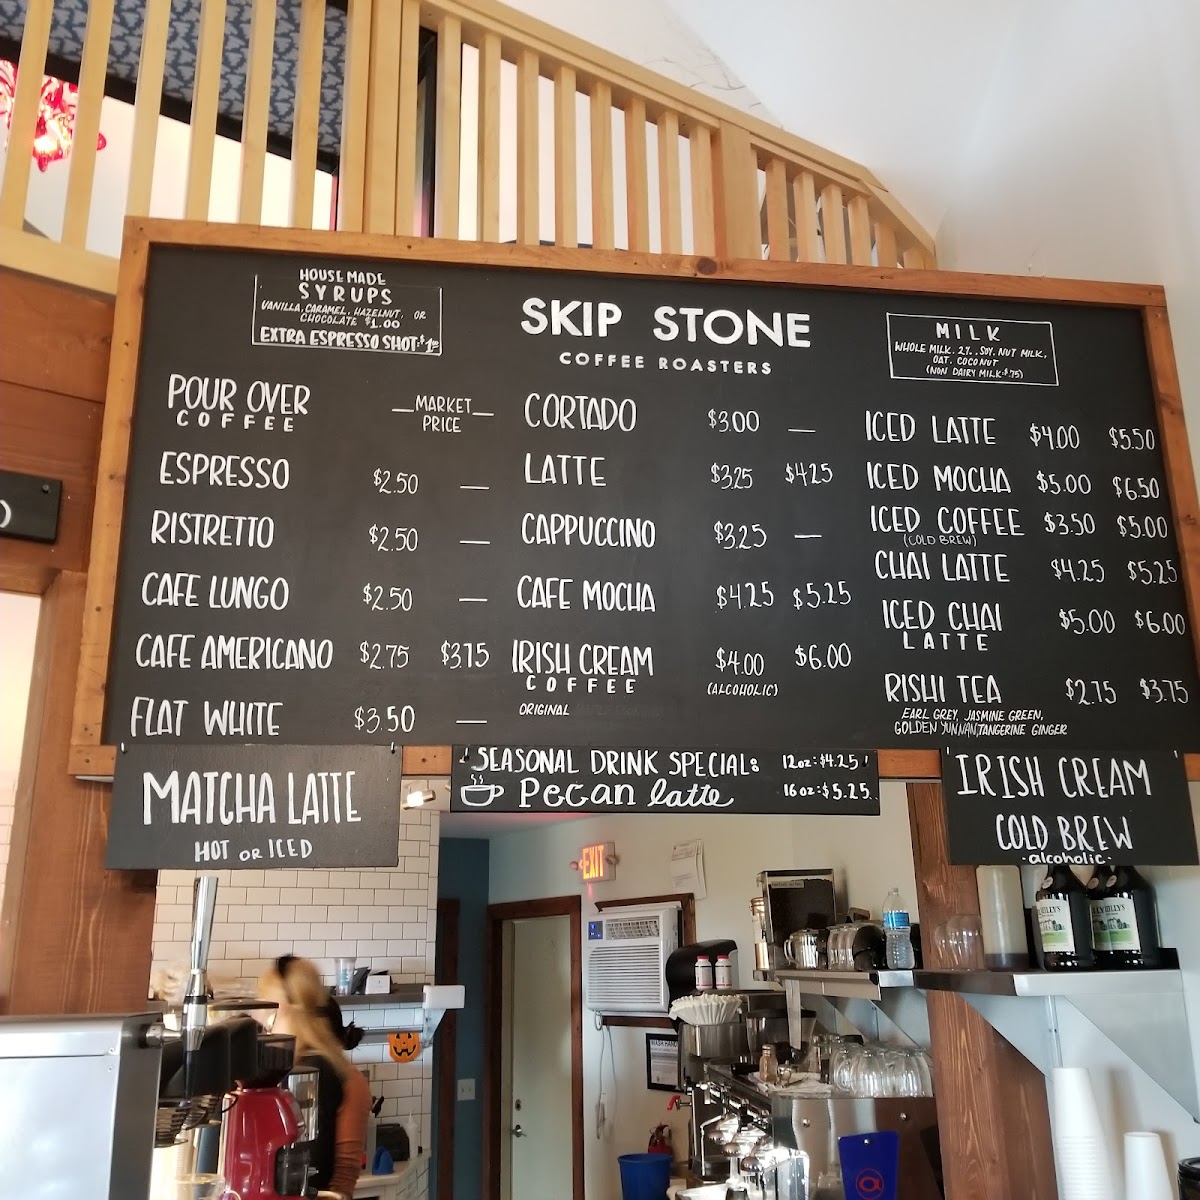 HOUSE MADE
SYRUPS
VANILLA, CARAMEL, HAZELNUT, OR
CHOCOLATE $1.00
EXTRA ESPRESSO SHOT $1.00
SKIP STONE
COFFEE ROASTERS
MILK
WHOLE MILK, 2%, SOY, NUT MILK,
OAT, COCONUT
(NON DAIRY MILK $.75)
POUR OVER
COFFEE
—MARKET—
PRICE
ESPRESSO $2.50 —
RISTRETTO $2.50 —
CAFE LUNGO $2.50 —
CAFE AMERICANO $2.75 $3.75
FLAT WHITE $3.50 —
CORTADO $3.00 —
LATTE $3.25 $4.25
CAPPUCCINO $3.25 —
CAFE MOCHA $4.25 $5.25
IRISH CREAM $4.00 $6.00
COFFEE (ALCOHOLIC)
ORIGINAL
ICED LATTE $4.00 $5.50
ICED MOCHA $5.00 $6.50
ICED COFFEE $3.50 $5.00
(COLD BREW)
CHAI LATTE $4.25 $5.25
ICED CHAI $5.00 $6.00
LATTE
RISHI TEA $2.75 $3.75
EARL GREY, JASMINE GREEN,
GOLDEN YUNNAN, TANGERINE GINGER
MATCHA LATTE
HOT OR ICED
SEASONAL DRINK SPECIAL: 12oz: $4.25
Pecan latte 16oz: $5.25
IRISH CREAM
COLD BREW
·alcoholic·
EXIT
WASH HAND